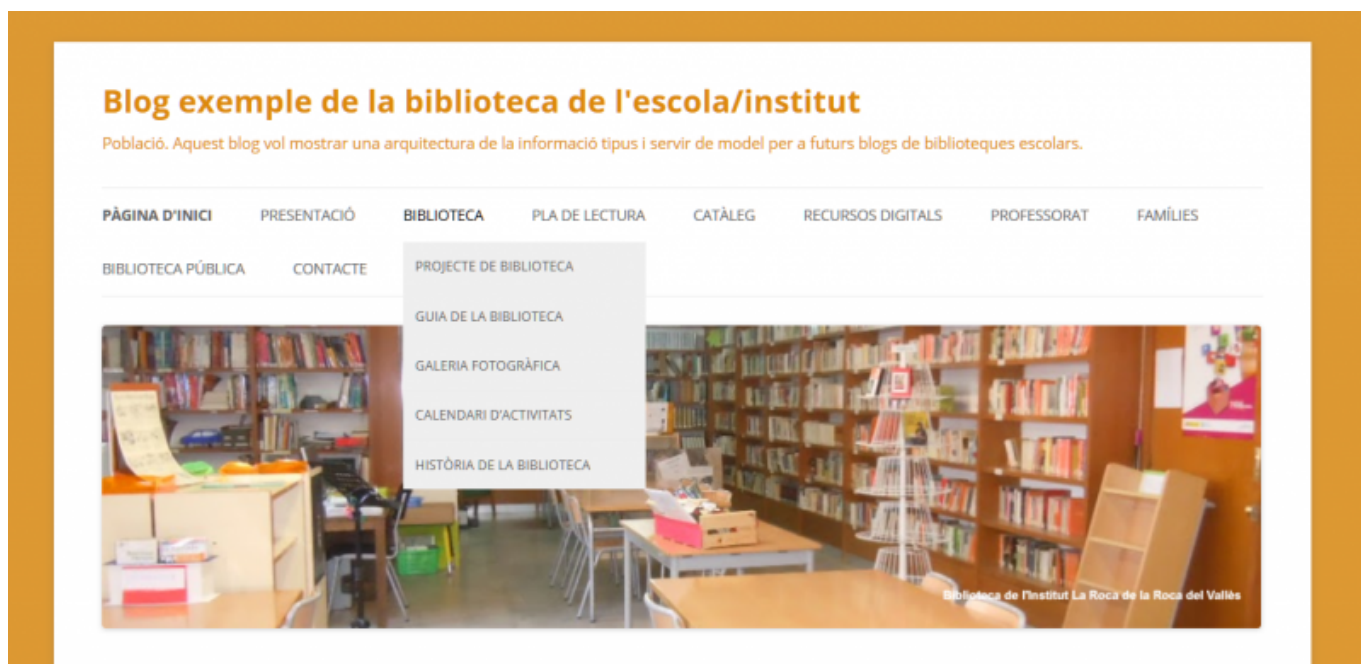 Blog exemple de la biblioteca de l'escola/institut
Població. Aquest blog vol mostrar una arquitectura de la informació tipus i servir de model per a futurs blogs de biblioteques escolars.
PÀGINA D'INICI PRESENTACIÓ BIBLIOTECA PLA DE LECTURA CATÀLEG RECURSOS DIGITALS PROFESSORAT FAMÍLIES
BIBLIOTECA PÚBLICA CONTACTE
PROJECTE DE BIBLIOTECA
GUIA DE LA BIBLIOTECA
GALERIA FOTOGRÀFICA
CALENDARI D'ACTIVITATS
HISTÒRIA DE LA BIBLIOTECA
Biblioteca de l'Institut La Roca de la Roca del Vallès